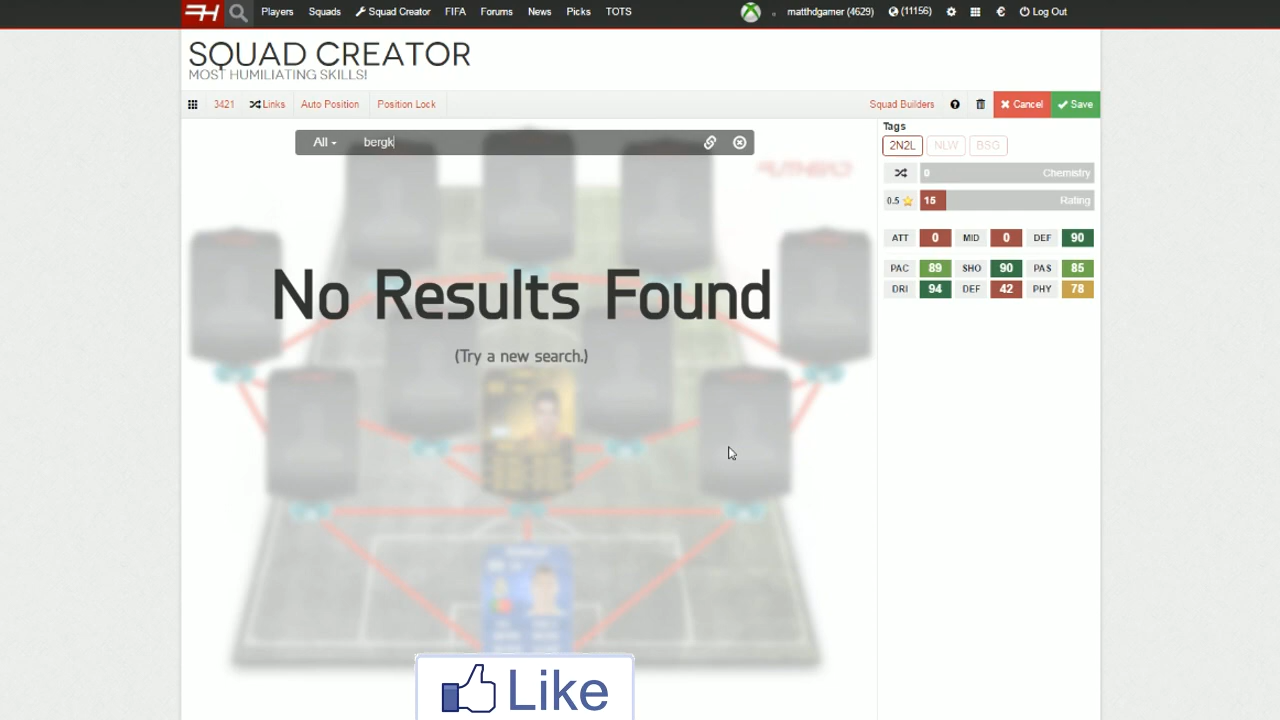 FH Players Squads Squad Creator FIFA Forums News Picks TOTS matthdgamer (4629) (11156) € Log Out
SQUAD CREATOR
MOST HUMILIATING SKILLS!
3421 Links Auto Position Position Lock Squad Builders Cancel Save
All bergk
Tags
2N2L NLW BSG
0 Chemistry
0.5 15 Rating
ATT 0 MID 0 DEF 90
PAC 89 SHO 90 PAS 85
DRI 94 DEF 42 PHY 78
No Results Found
(Try a new search.)
Like